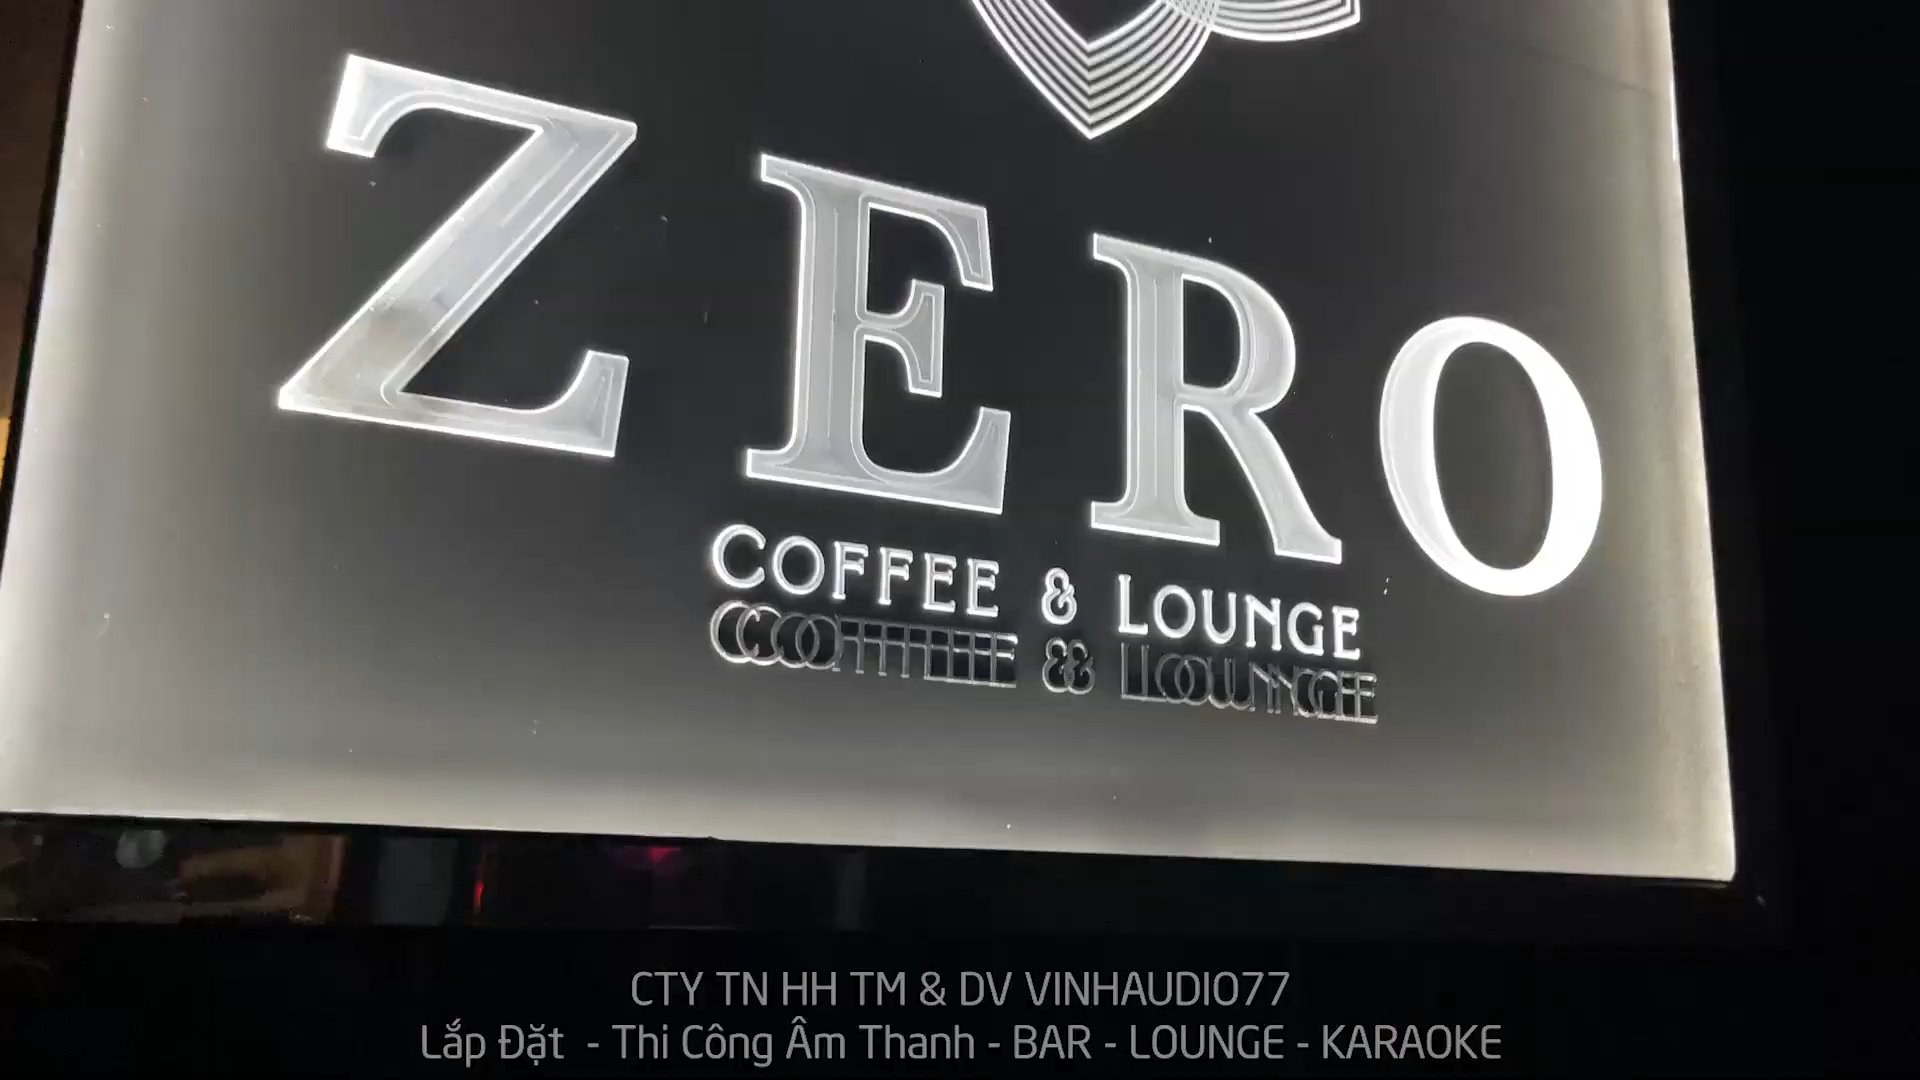 ZERO
COFFEE & LOUNGE
CTY TN HH TM & DV VINHAUDIO77
Lắp Đặt - Thi Công Âm Thanh - BAR - LOUNGE - KARAOKE